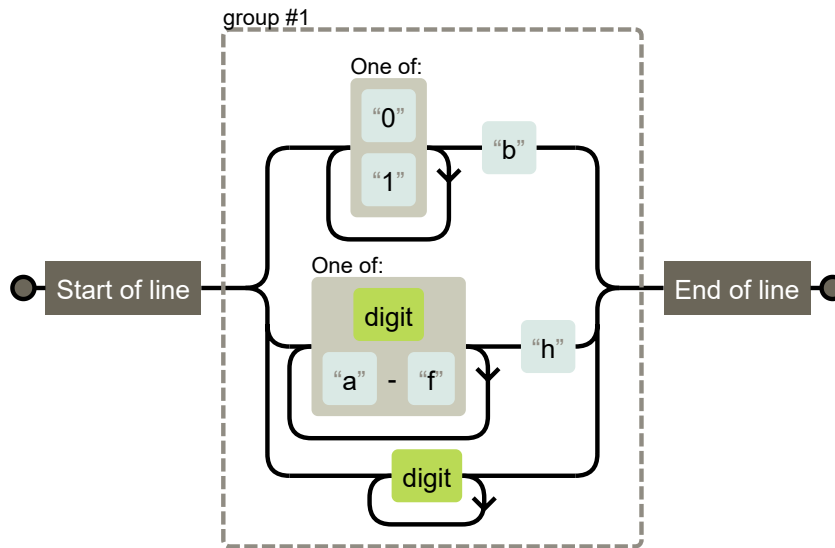 group #1
One of:
“0”
“1”
“b”
Start of line
One of:
digit
“a” - “f”
“h”
End of line
digit